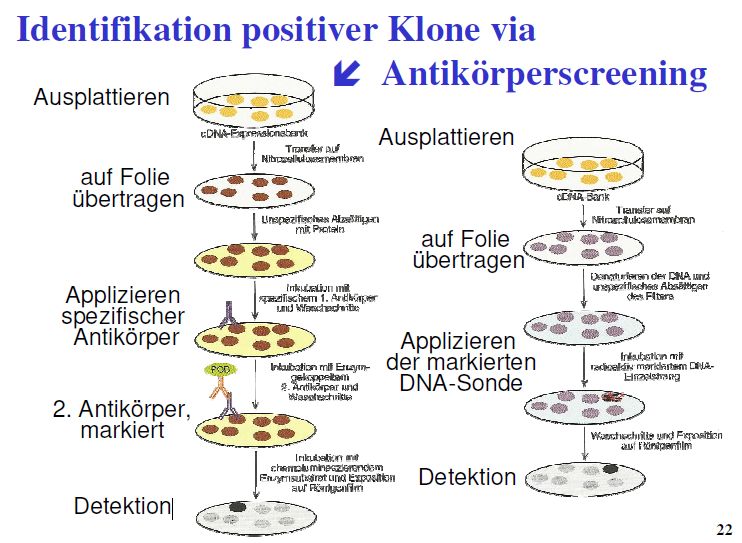 Identifikation positiver Klone via
Antikörperscreening
Ausplattieren
cDNA-Expressionsbank
Transfer auf
Nitrozellulosemembran
auf Folie
übertragen
Unspezifisches Absättigen
mit Protein
Inkubation mit
spezifischem 1. Antikörper
und Waschschritte
Applizieren
spezifischer
Antikörper
POD
Inkubation mit Enzym-
gekoppeltem
2. Antikörper und
Waschschritte
2. Antikörper,
markiert
Inkubation mit
chemolumineszierendem
Enzymsubstrat und Exposition
auf Röntgenfilm
Detektion
Ausplattieren
cDNA-Bank
Transfer auf
Nitrozellulosemembran
auf Folie
übertragen
Denaturieren der DNA und
unspezifisches Absättigen
des Filters
Applizieren
der markierten
DNA-Sonde
Inkubation mit
radioaktiv markiertem DNA-
Einzelstrang
Waschschritte und Exposition
auf Röntgenfilm
Detektion
22